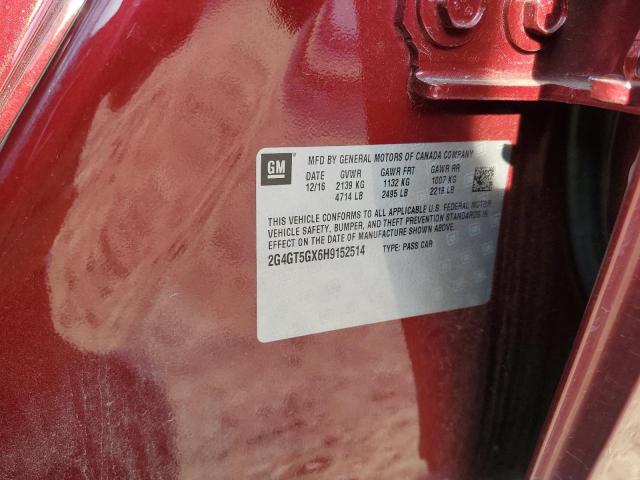 GM
MFD BY GENERAL MOTORS OF CANADA COMPANY
DATE GVWR GAWR FRT GAWR RR
12/16 2139 KG 1132 KG 1007 KG
4714 LB 2495 LB 2219 LB
THIS VEHICLE CONFORMS TO ALL APPLICABLE U.S. FEDERAL MOTOR
VEHICLE SAFETY, BUMPER, AND THEFT PREVENTION STANDARDS IN
EFFECT ON THE DATE OF MANUFACTURE SHOWN ABOVE.
2G4GT5GX6H9152514 TYPE: PASS CAR